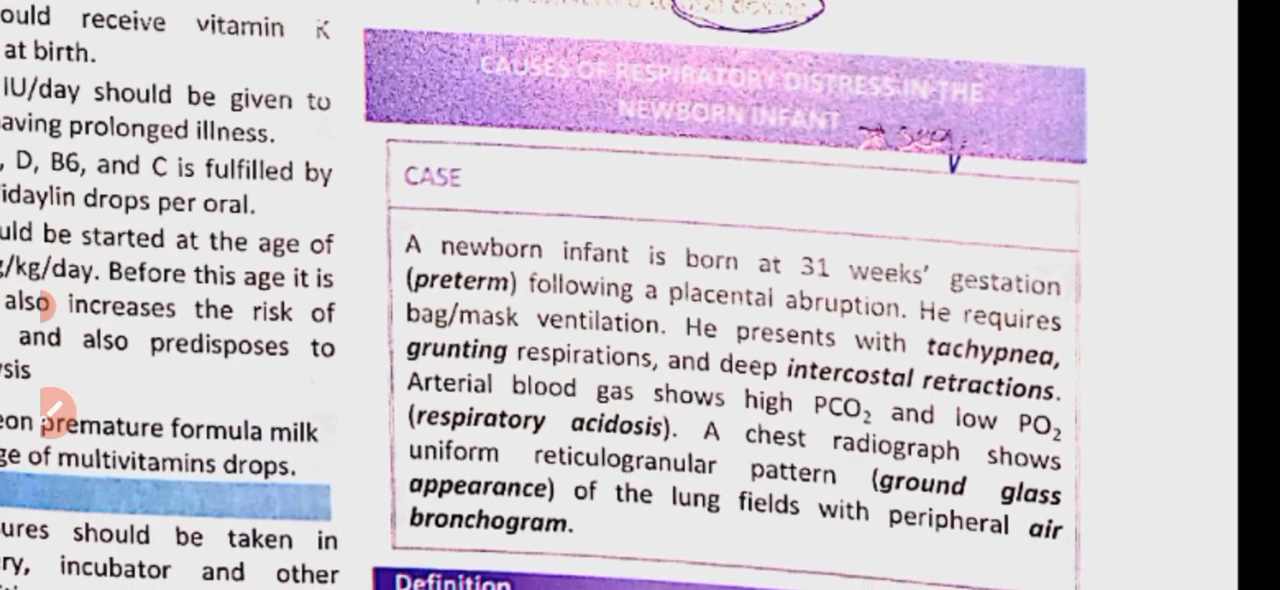 ould receive vitamin K
at birth.
IU/day should be given to
aving prolonged illness.
, D, B6, and C is fulfilled by
idaylin drops per oral.
uld be started at the age of
g/kg/day. Before this age it is
also increases the risk of
and also predisposes to
sis
eon premature formula milk
ge of multivitamins drops.
ures should be taken in
ry, incubator and other
oral dosing
CAUSES OF RESPIRATORY DISTRESS IN THE
NEWBORN INFANT
CASE
A newborn infant is born at 31 weeks' gestation
(preterm) following a placental abruption. He requires
bag/mask ventilation. He presents with tachypnea,
grunting respirations, and deep intercostal retractions.
Arterial blood gas shows high PCO₂ and low PO₂
(respiratory acidosis). A chest radiograph shows
uniform reticulogranular pattern (ground glass
appearance) of the lung fields with peripheral air
bronchogram.
Definition